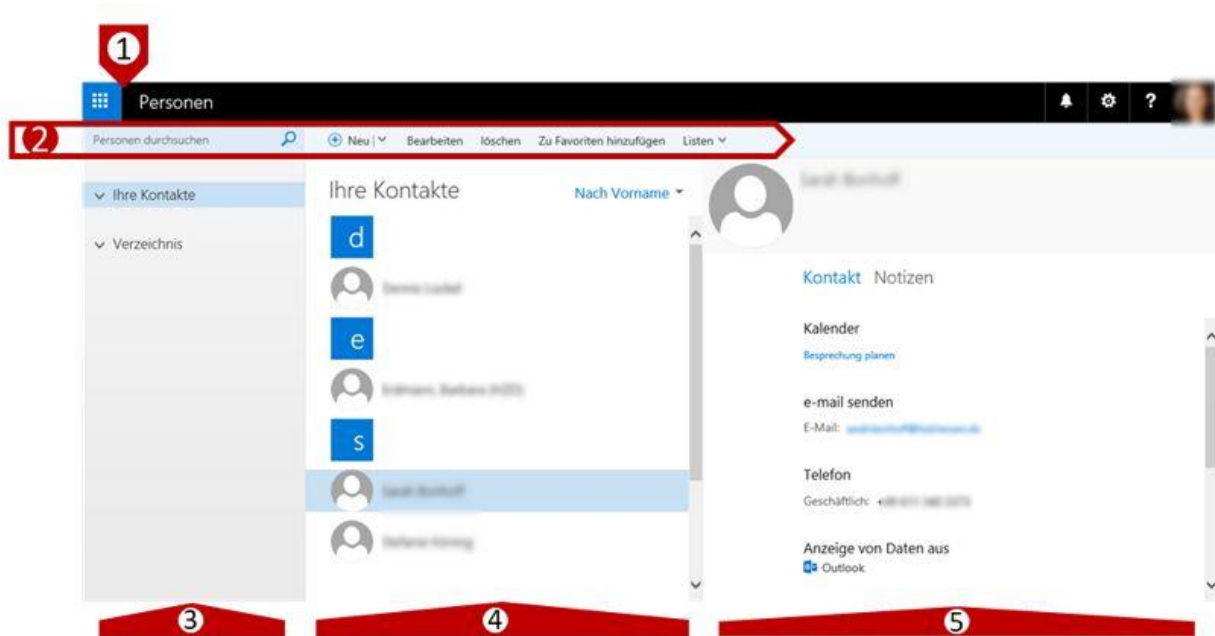 1
Personen
?
2
Personen durchsuchen
Neu
Bearbeiten
löschen
Zu Favoriten hinzufügen
Listen
Ihre Kontakte
Verzeichnis
Ihre Kontakte
Nach Vorname
d
e
s
Kontakt Notizen
Kalender
Besprechung planen
e-mail senden
E-Mail:
Telefon
Geschäftlich:
Anzeige von Daten aus
Outlook
3
4
5